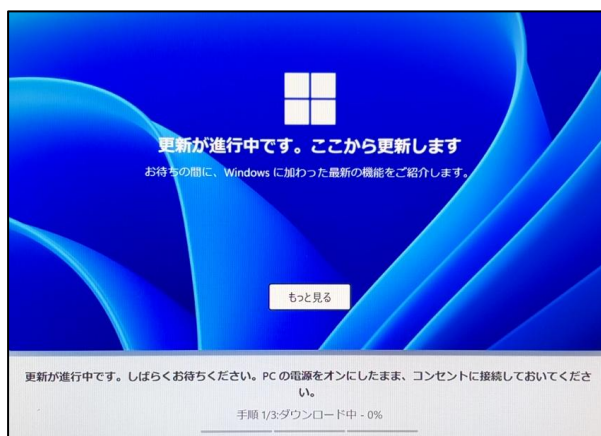 更新が進行中です。ここから更新します
お待ちの間に、Windows に加わった最新の機能をご紹介します。
もっと見る
更新が進行中です。しばらくお待ちください。PC の電源をオンにしたまま、コンセントに接続しておいてくださ
い。
手順 1/3:ダウンロード中 - 0%